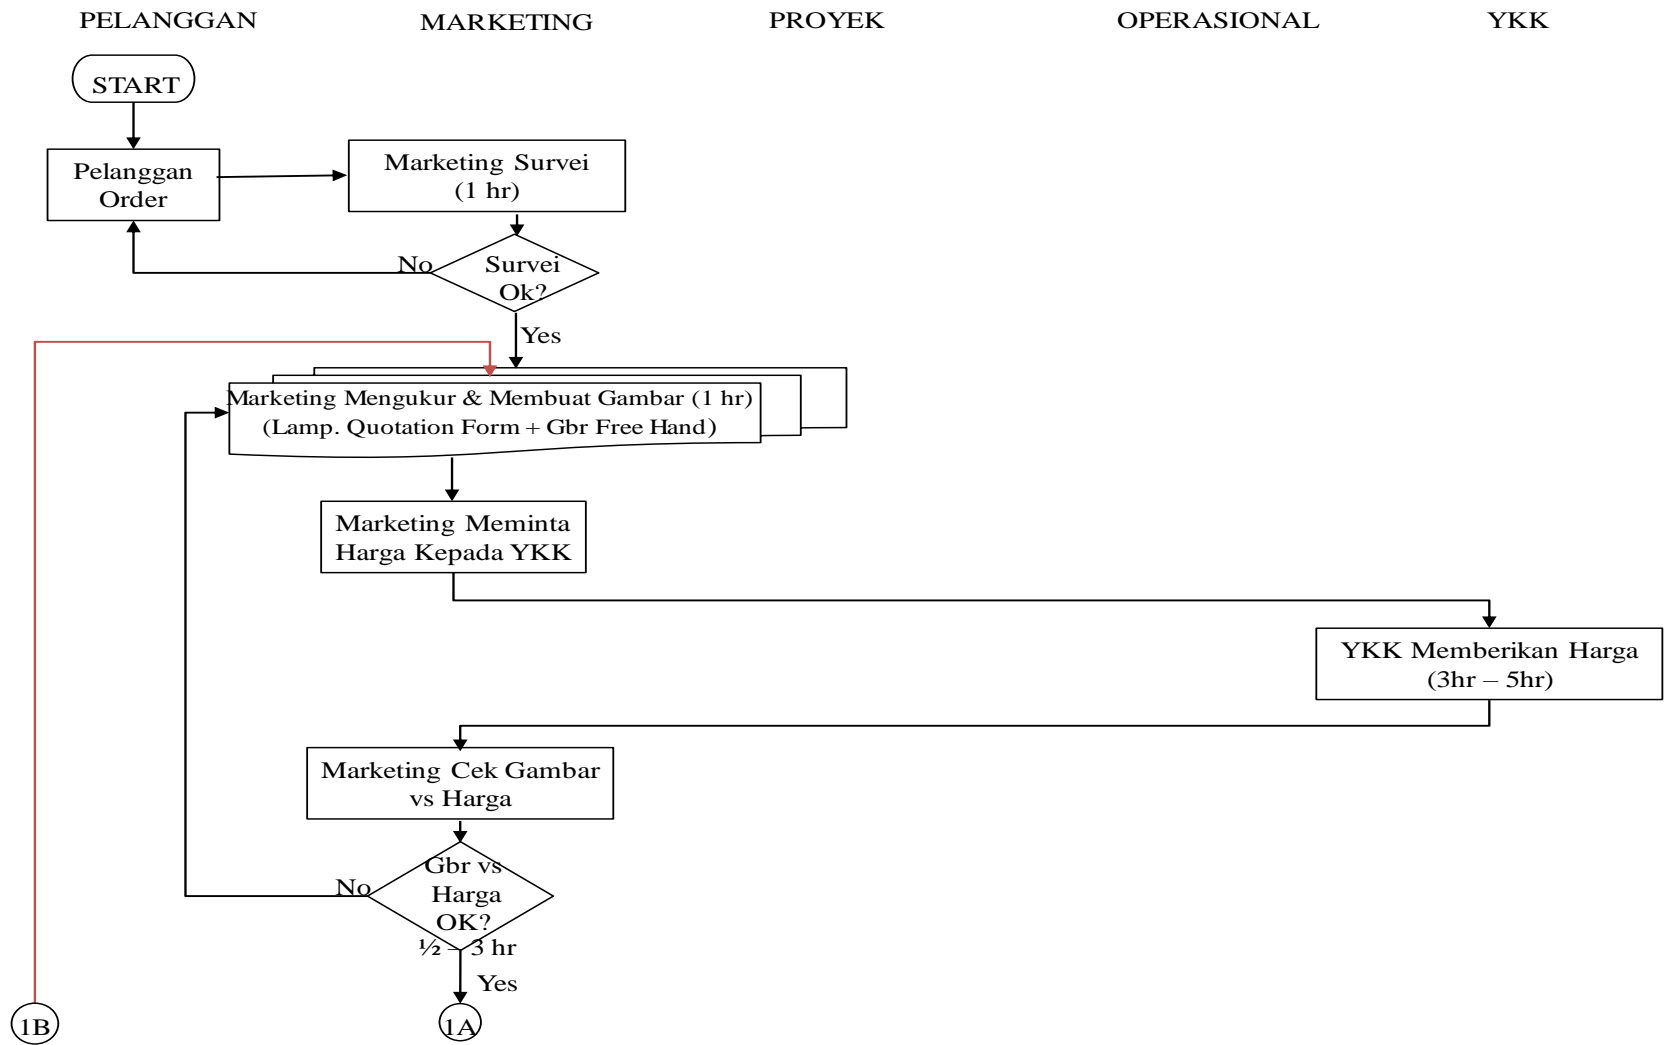 PELANGGAN
MARKETING
PROYEK
OPERASIONAL
YKK
START
Pelanggan
Order
Marketing Survei
(1 hr)
No
Survei
Ok?
Yes
Marketing Mengukur & Membuat Gambar (1 hr)
(Lamp. Quotation Form + Gbr Free Hand)
Marketing Meminta
Harga Kepada YKK
YKK Memberikan Harga
(3hr – 5hr)
Marketing Cek Gambar
vs Harga
No
Gbr vs
Harga
OK?
½ – 3 hr
Yes
1B
1A